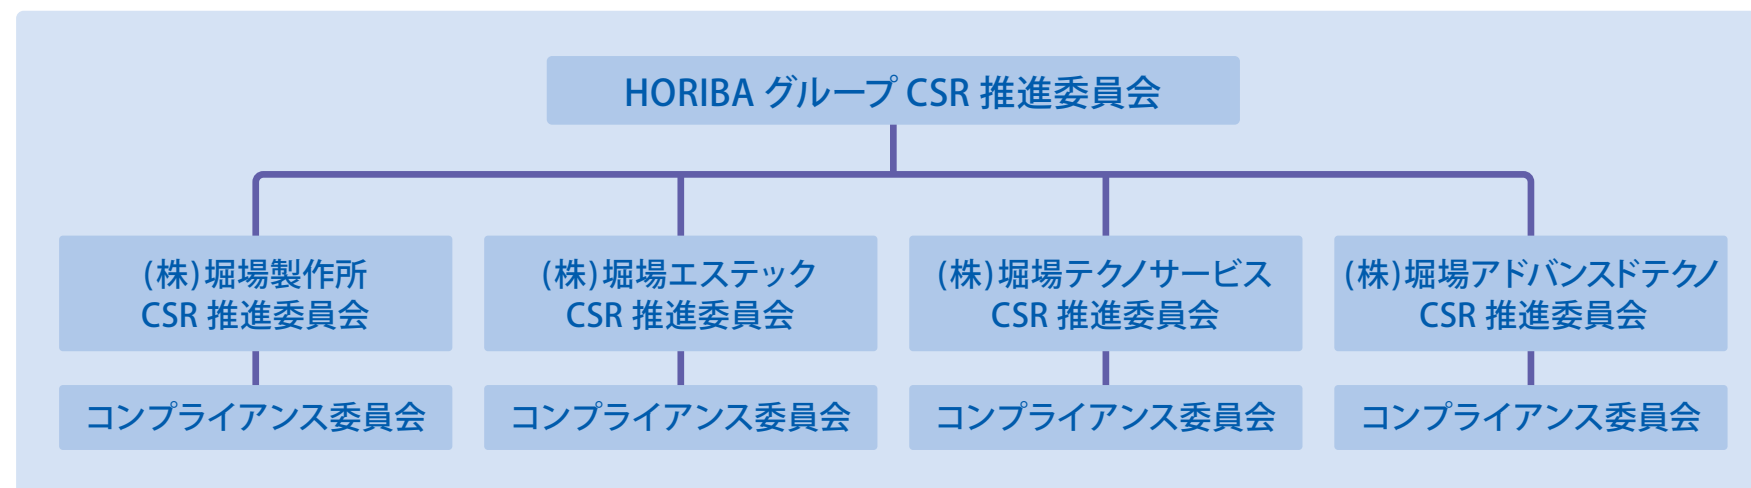 HORIBA グループ CSR 推進委員会
(株)堀場製作所
CSR 推進委員会
(株)堀場エステック
CSR 推進委員会
(株)堀場テクノサービス
CSR 推進委員会
(株)堀場アドバンスドテクノ
CSR 推進委員会
コンプライアンス委員会
コンプライアンス委員会
コンプライアンス委員会
コンプライアンス委員会